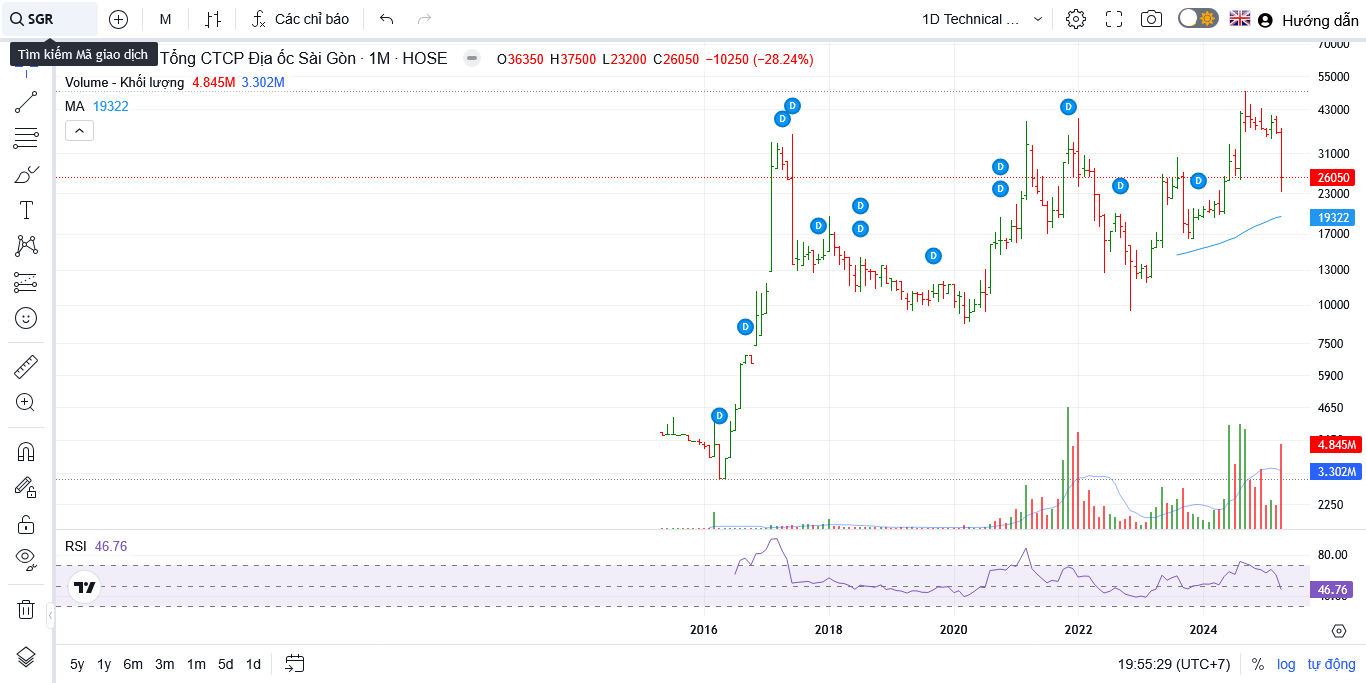 SGR
M
Các chỉ báo
1D Technical ...
Hướng dẫn
Tìm kiếm Mã giao dịch
Tổng CTCP Địa ốc Sài Gòn · 1M · HOSE
O36350 H37500 L23200 C26050 −10250 (−28.24%)
Volume - Khối lượng 4.845M 3.302M
MA 19322
D D
D
D
D
D
D
D
D
D
D
D
D
D
70000
55000
43000
31000
26050
23000
19322
17000
13000
10000
7500
5900
4650
4.845M
3.302M
2250
RSI 46.76
80.00
46.76
2016 2018 2020 2022 2024
5y 1y 6m 3m 1m 5d 1d
19:55:29 (UTC+7)
% log tự động